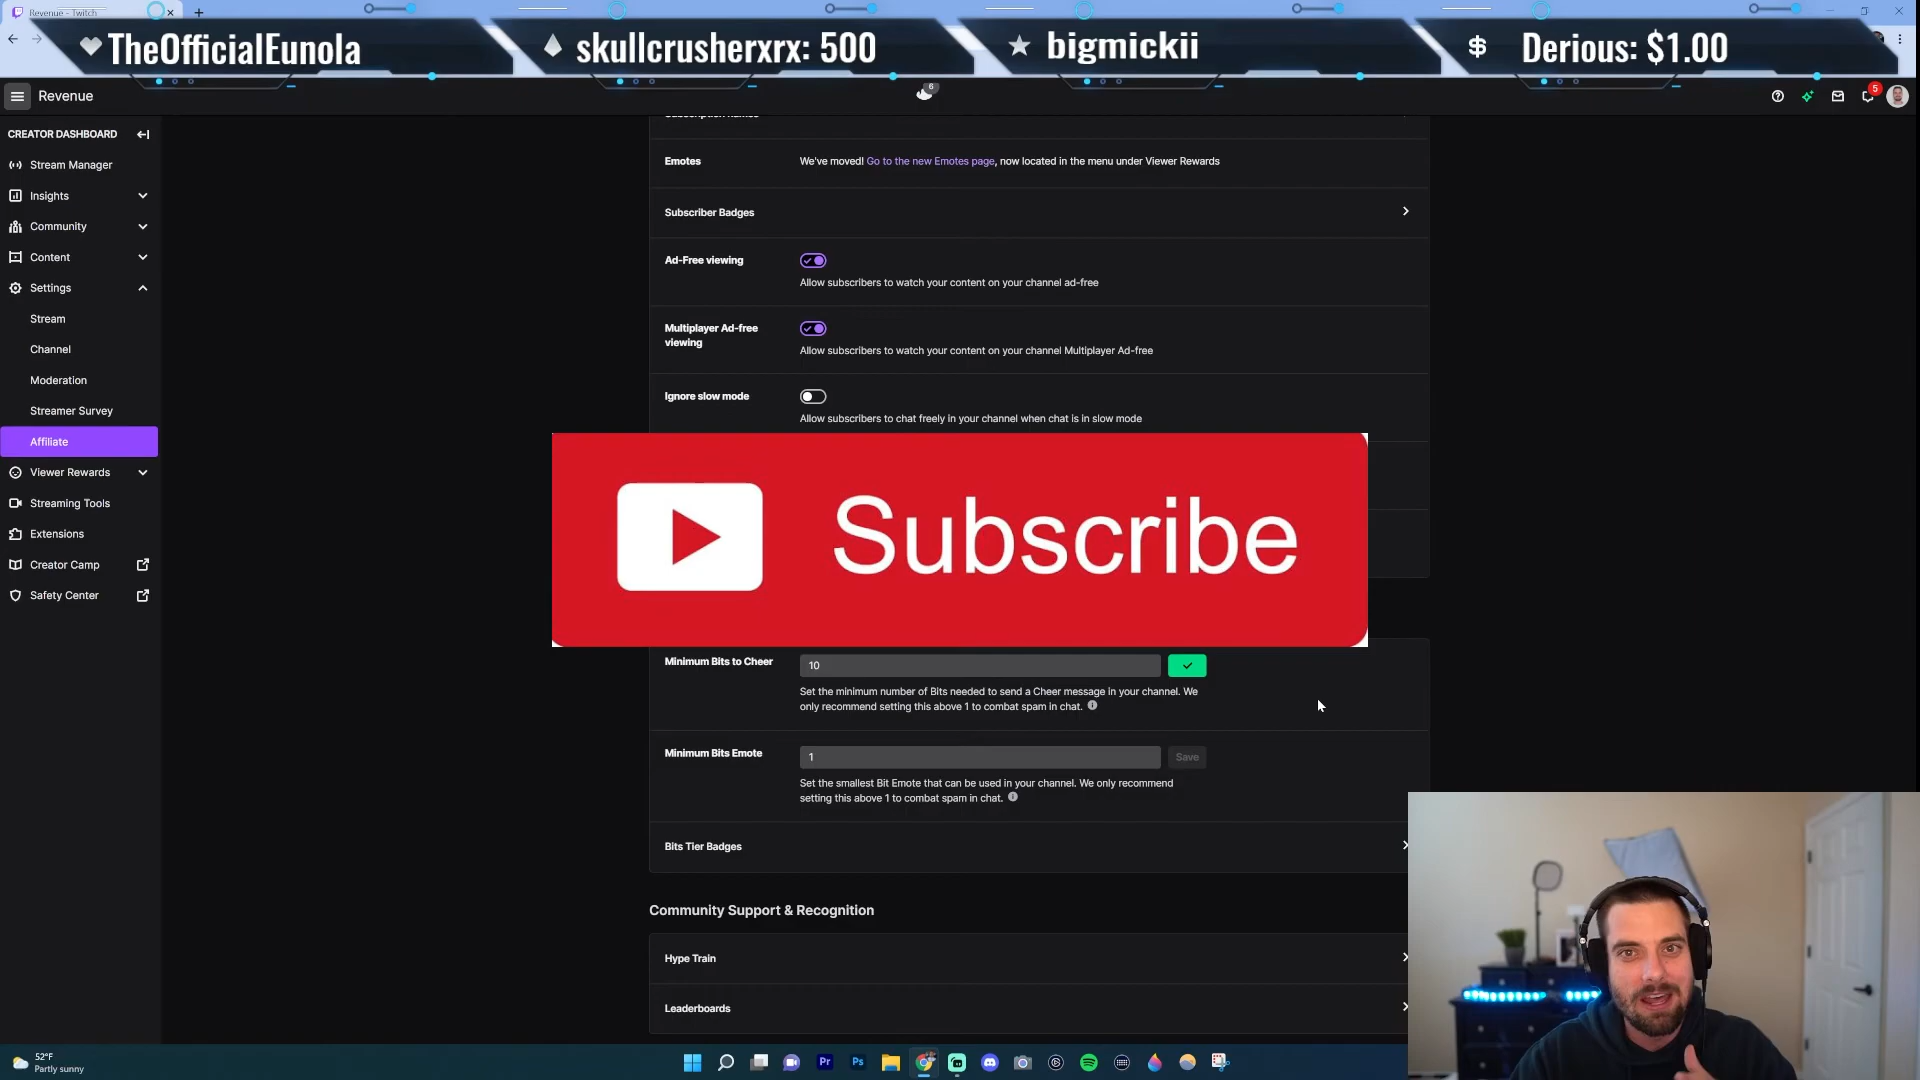 Revenue - Twitch
TheOfficialEunola
skullcrusherxrx: 500
bigmickii
Derious: $1.00
Revenue
6
5
CREATOR DASHBOARD
Stream Manager
Insights
Community
Content
Settings
Stream
Channel
Moderation
Streamer Survey
Affiliate
Viewer Rewards
Streaming Tools
Extensions
Creator Camp
Safety Center
Emotes
We've moved! Go to the new Emotes page, now located in the menu under Viewer Rewards
Subscriber Badges
Ad-Free viewing
Allow subscribers to watch your content on your channel ad-free
Multiplayer Ad-free
viewing
Allow subscribers to watch your content on your channel Multiplayer Ad-free
Ignore slow mode
Allow subscribers to chat freely in your channel when chat is in slow mode
Subscribe
Minimum Bits to Cheer
10
Set the minimum number of Bits needed to send a Cheer message in your channel. We
only recommend setting this above 1 to combat spam in chat.
Minimum Bits Emote
1
Save
Set the smallest Bit Emote that can be used in your channel. We only recommend
setting this above 1 to combat spam in chat.
Bits Tier Badges
Community Support & Recognition
Hype Train
Leaderboards
52°F
Partly sunny
Pr
Ps